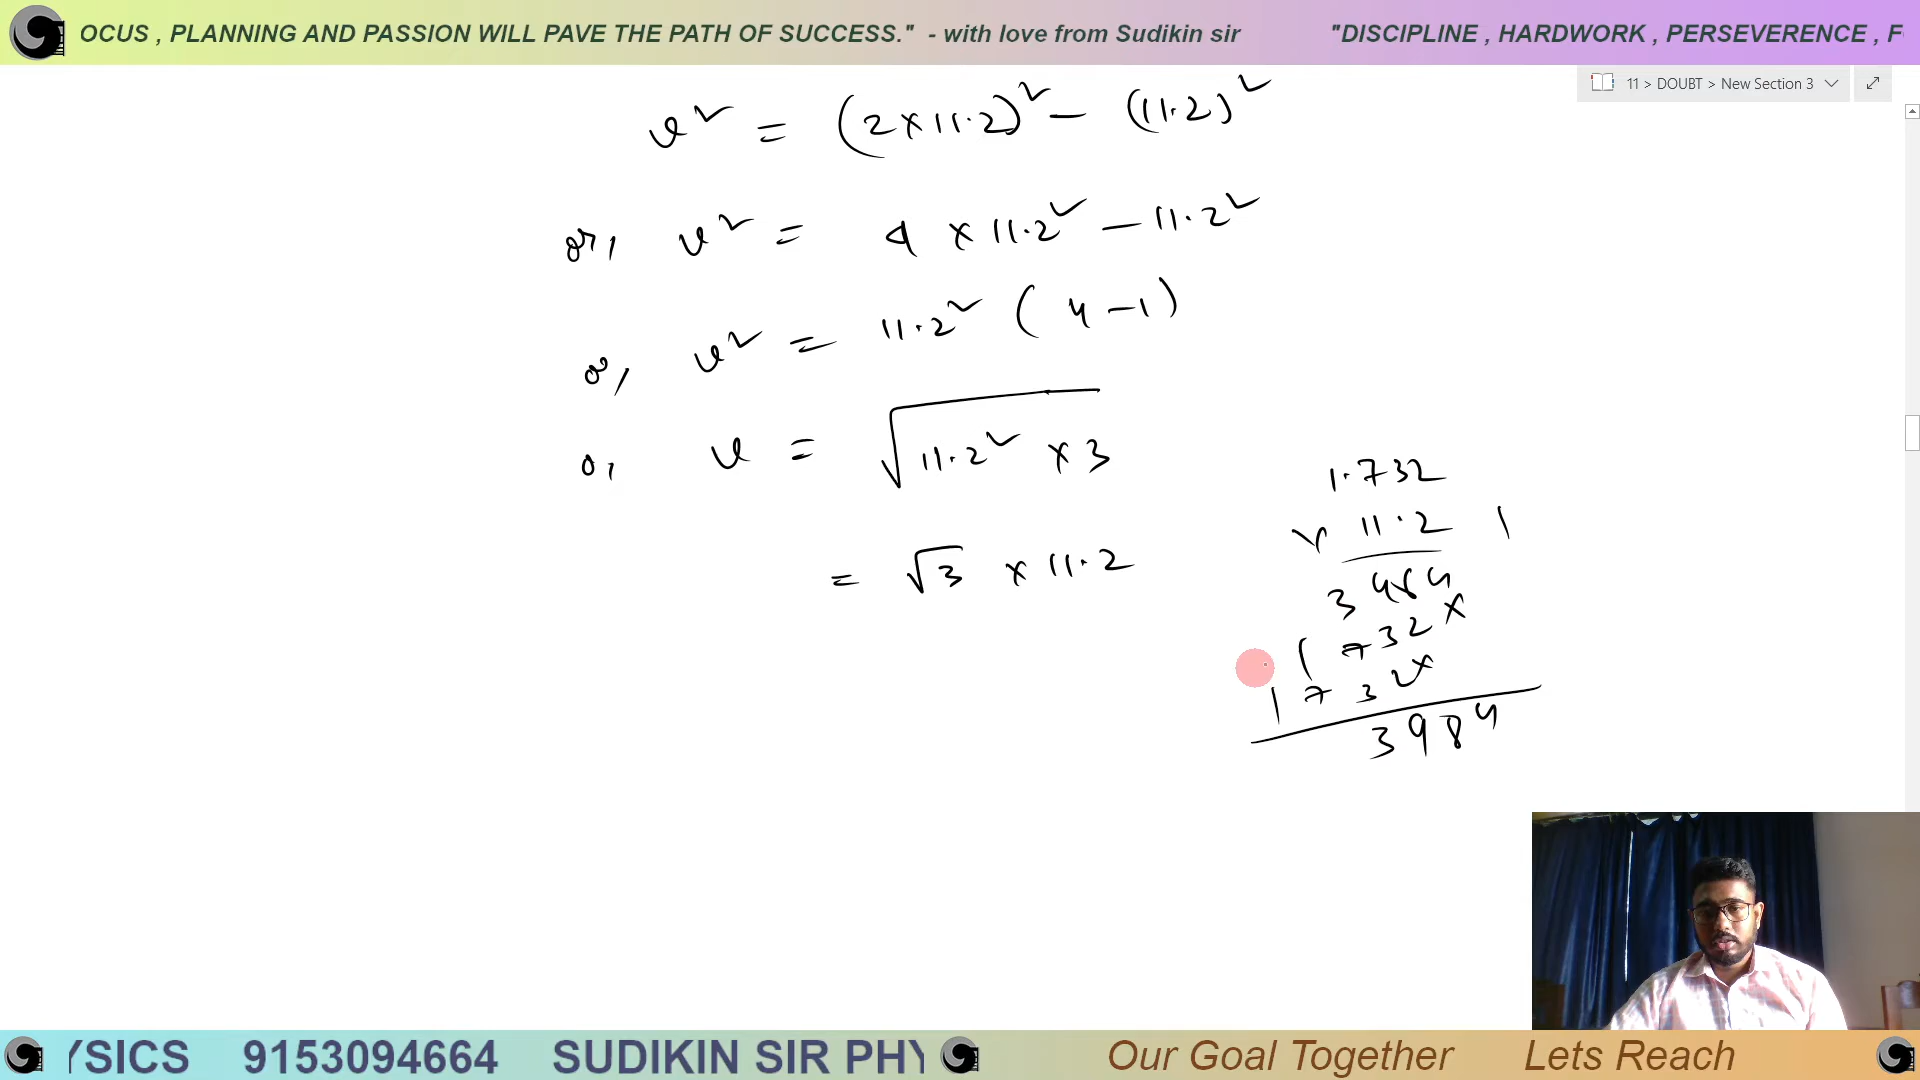 OCUS , PLANNING AND PASSION WILL PAVE THE PATH OF SUCCESS." - with love from Sudikin sir "DISCIPLINE , HARDWORK , PERSEVERENCE , F
11 > DOUBT > New Section 3
v² = (2×11.2)² - (11.2)²
or, v² = 4 × 11.2² - 11.2²
or, v² = 11.2² (4-1)
or, v = √11.2² × 3
= √3 × 11.2
1.732
× 11.2 1
3464
1732×
1732×
3984
YSICS 9153094664 SUDIKIN SIR PHY Our Goal Together Lets Reach